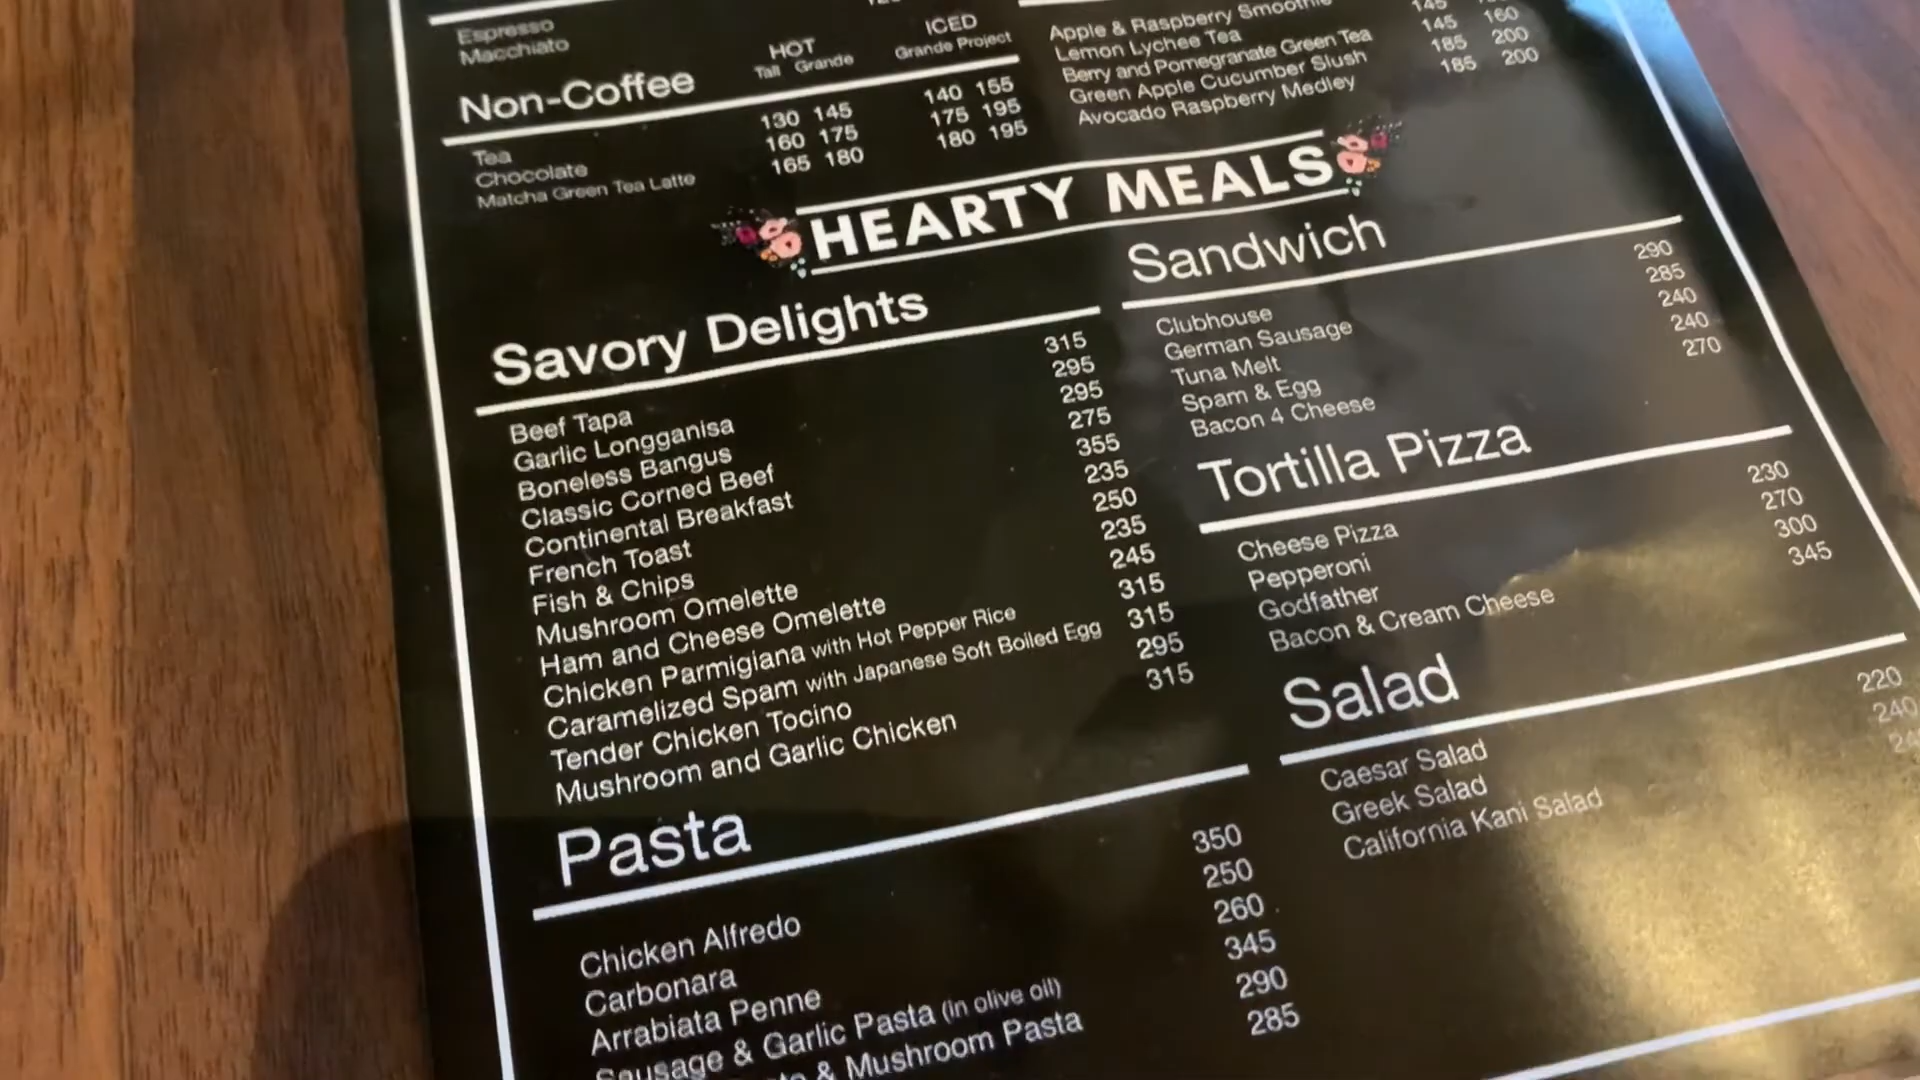 Espresso
Macchiato
Non-Coffee
HOT
Tall Grande
ICED
Grande Project
Tea 130 145 140 155
Chocolate 160 175 175 195
Matcha Green Tea Latte 165 180 180 195
Apple & Raspberry Smoothie
Lemon Lychee Tea 145
Berry and Pomegranate Green Tea 145 160
Green Apple Cucumber Slush 185 200
Avocado Raspberry Medley 185 200
HEARTY MEALS
Savory Delights
Beef Tapa 315
Garlic Longganisa 295
Boneless Bangus 295
Classic Corned Beef 275
Continental Breakfast 355
French Toast 235
Fish & Chips 250
Mushroom Omelette 235
Ham and Cheese Omelette 245
Chicken Parmigiana with Hot Pepper Rice 315
Caramelized Spam with Japanese Soft Boiled Egg 315
Tender Chicken Tocino 295
Mushroom and Garlic Chicken 315
Pasta
Chicken Alfredo 350
Carbonara 250
Arrabiata Penne 260
Sausage & Garlic Pasta (in olive oil) 345
& Mushroom Pasta 290
285
Sandwich
Clubhouse 290
German Sausage 285
Tuna Melt 240
Spam & Egg 240
Bacon 4 Cheese 270
Tortilla Pizza
Cheese Pizza 230
Pepperoni 270
Godfather 300
Bacon & Cream Cheese 345
Salad
Caesar Salad 220
Greek Salad 240
California Kani Salad